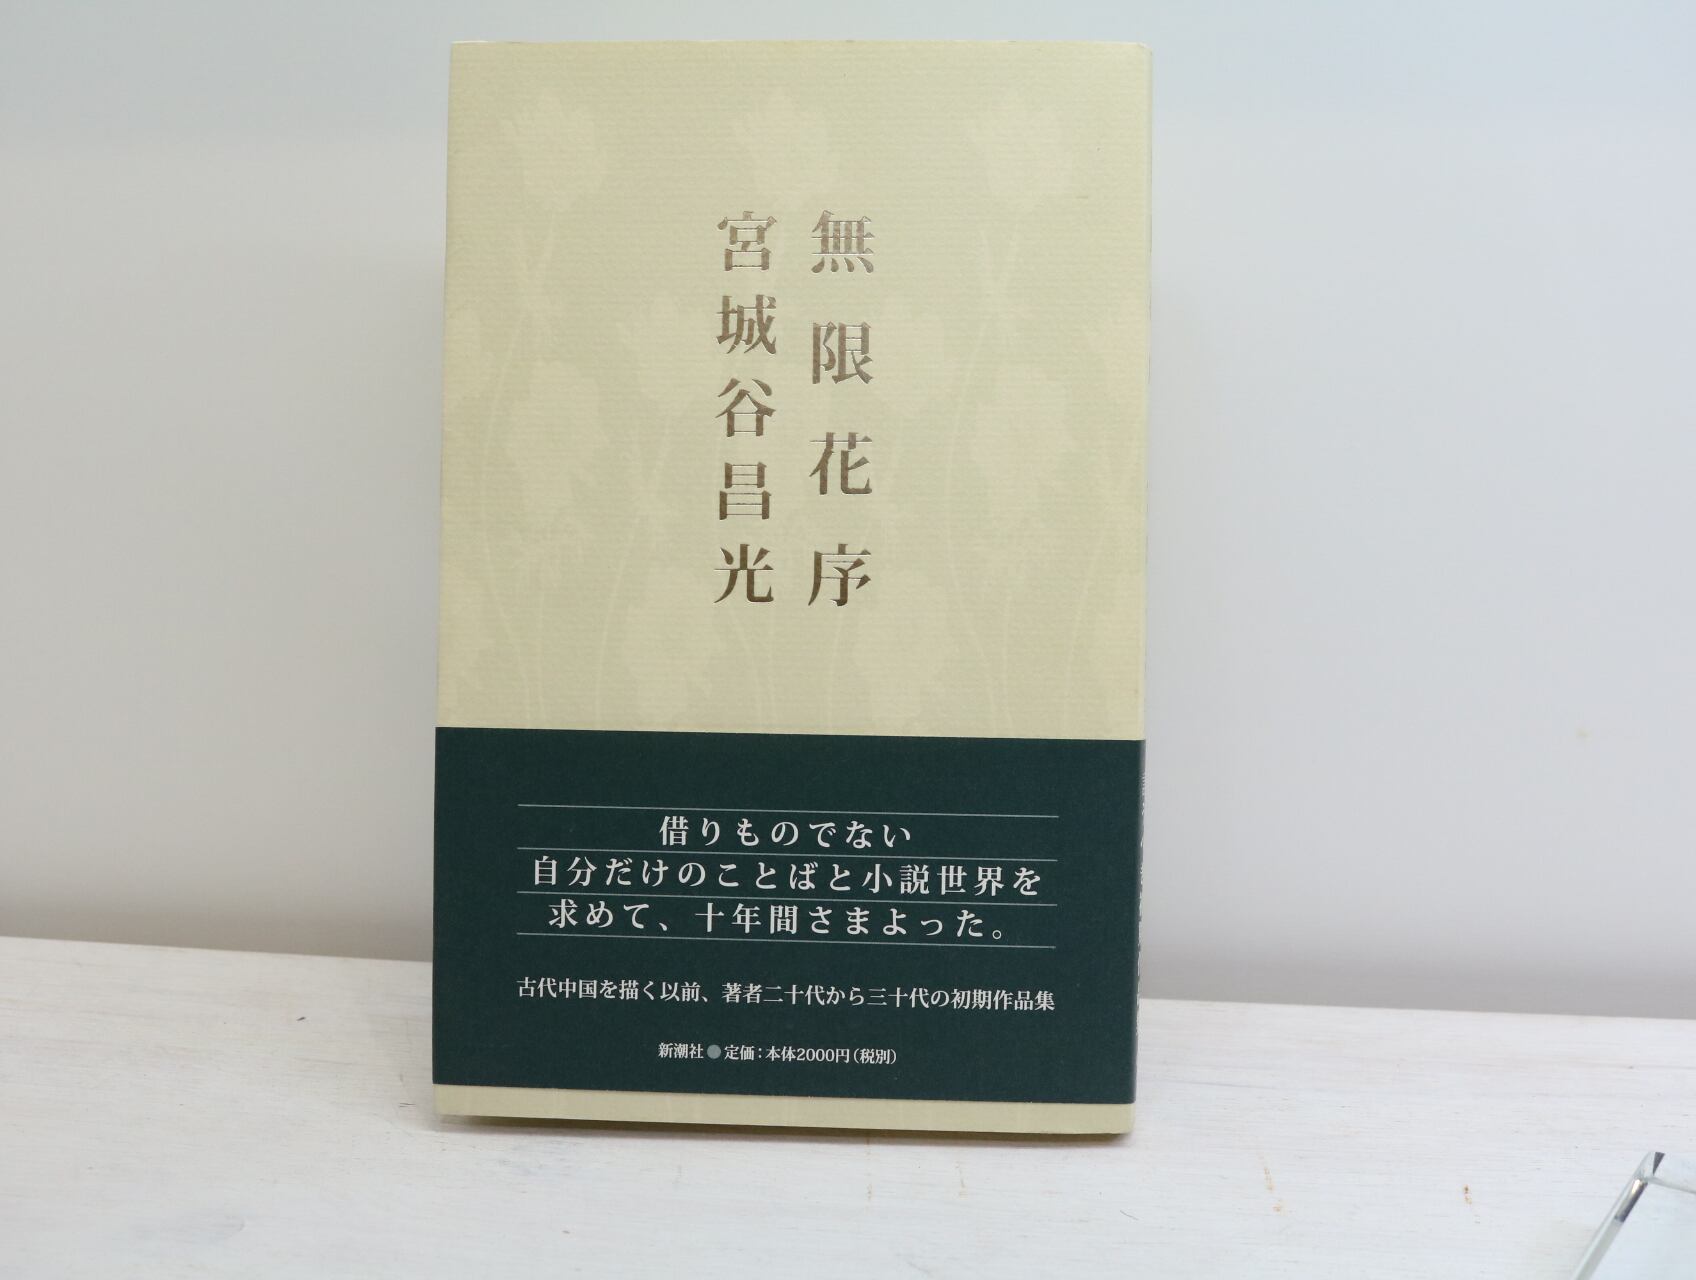 無限花序
宮城谷昌光
借りものでない
自分だけのことばと小説世界を
求めて、十年間さまよった。
古代中国を描く以前、著者二十代から三十代の初期作品集
新潮社●定価：本体2000円（税別）